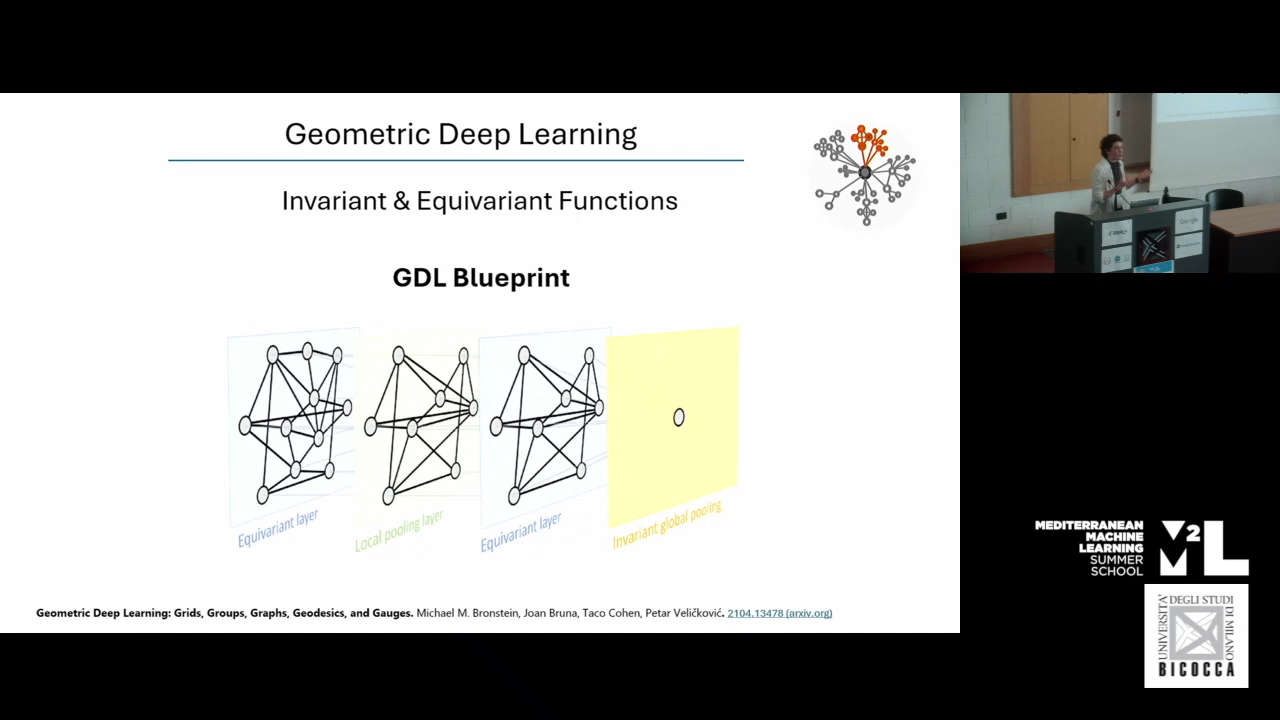 Geometric Deep Learning
Invariant & Equivariant Functions
GDL Blueprint
Equivariant layer
Local pooling layer
Equivariant layer
Invariant global pooling
Geometric Deep Learning: Grids, Groups, Graphs, Geodesics, and Gauges. Michael M. Bronstein, Joan Bruna, Taco Cohen, Petar Veličković. 2104.13478 (arxiv.org)
Google
MEDITERRANEAN
MACHINE
LEARNING
SUMMER
SCHOOL
M2L
UNIVERSITA'
DEGLI STUDI
DI MILANO
BICOCCA